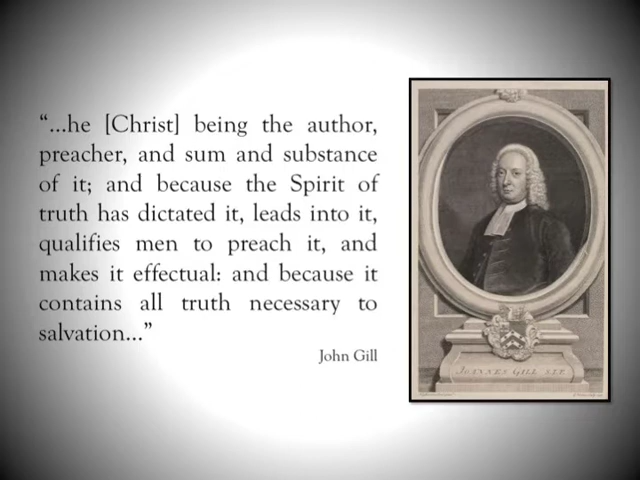 “...he [Christ] being the author,
preacher, and sum and substance
of it; and because the Spirit of
truth has dictated it, leads into it,
qualifies men to preach it, and
makes it effectual: and because it
contains all truth necessary to
salvation...”
John Gill
IOANNES GILL S.T.P.